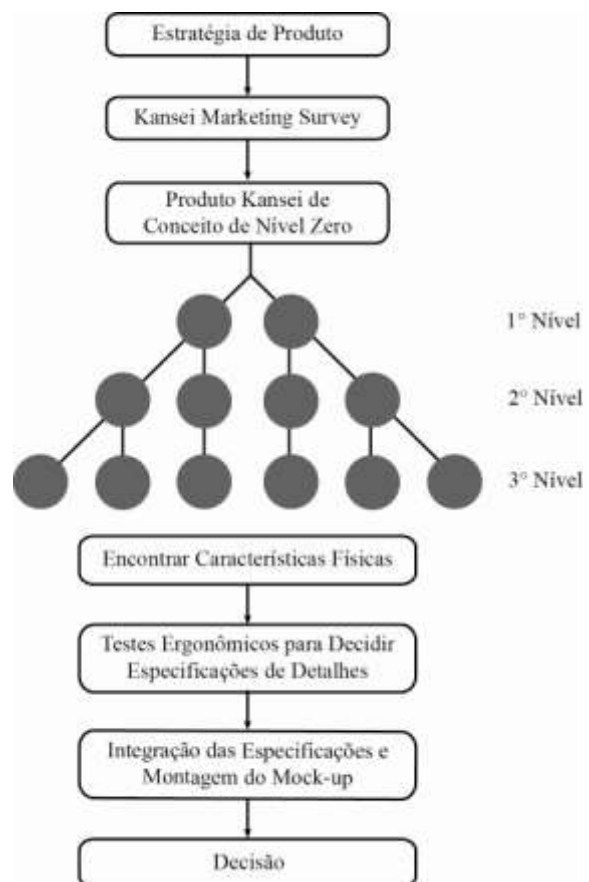 Estratégia de Produto
Kansei Marketing Survey
Produto Kansei de
Conceito de Nível Zero
1° Nível
2° Nível
3° Nível
Encontrar Características Físicas
Testes Ergonômicos para Decidir
Especificações de Detalhes
Integração das Especificações e
Montagem do Mock-up
Decisão